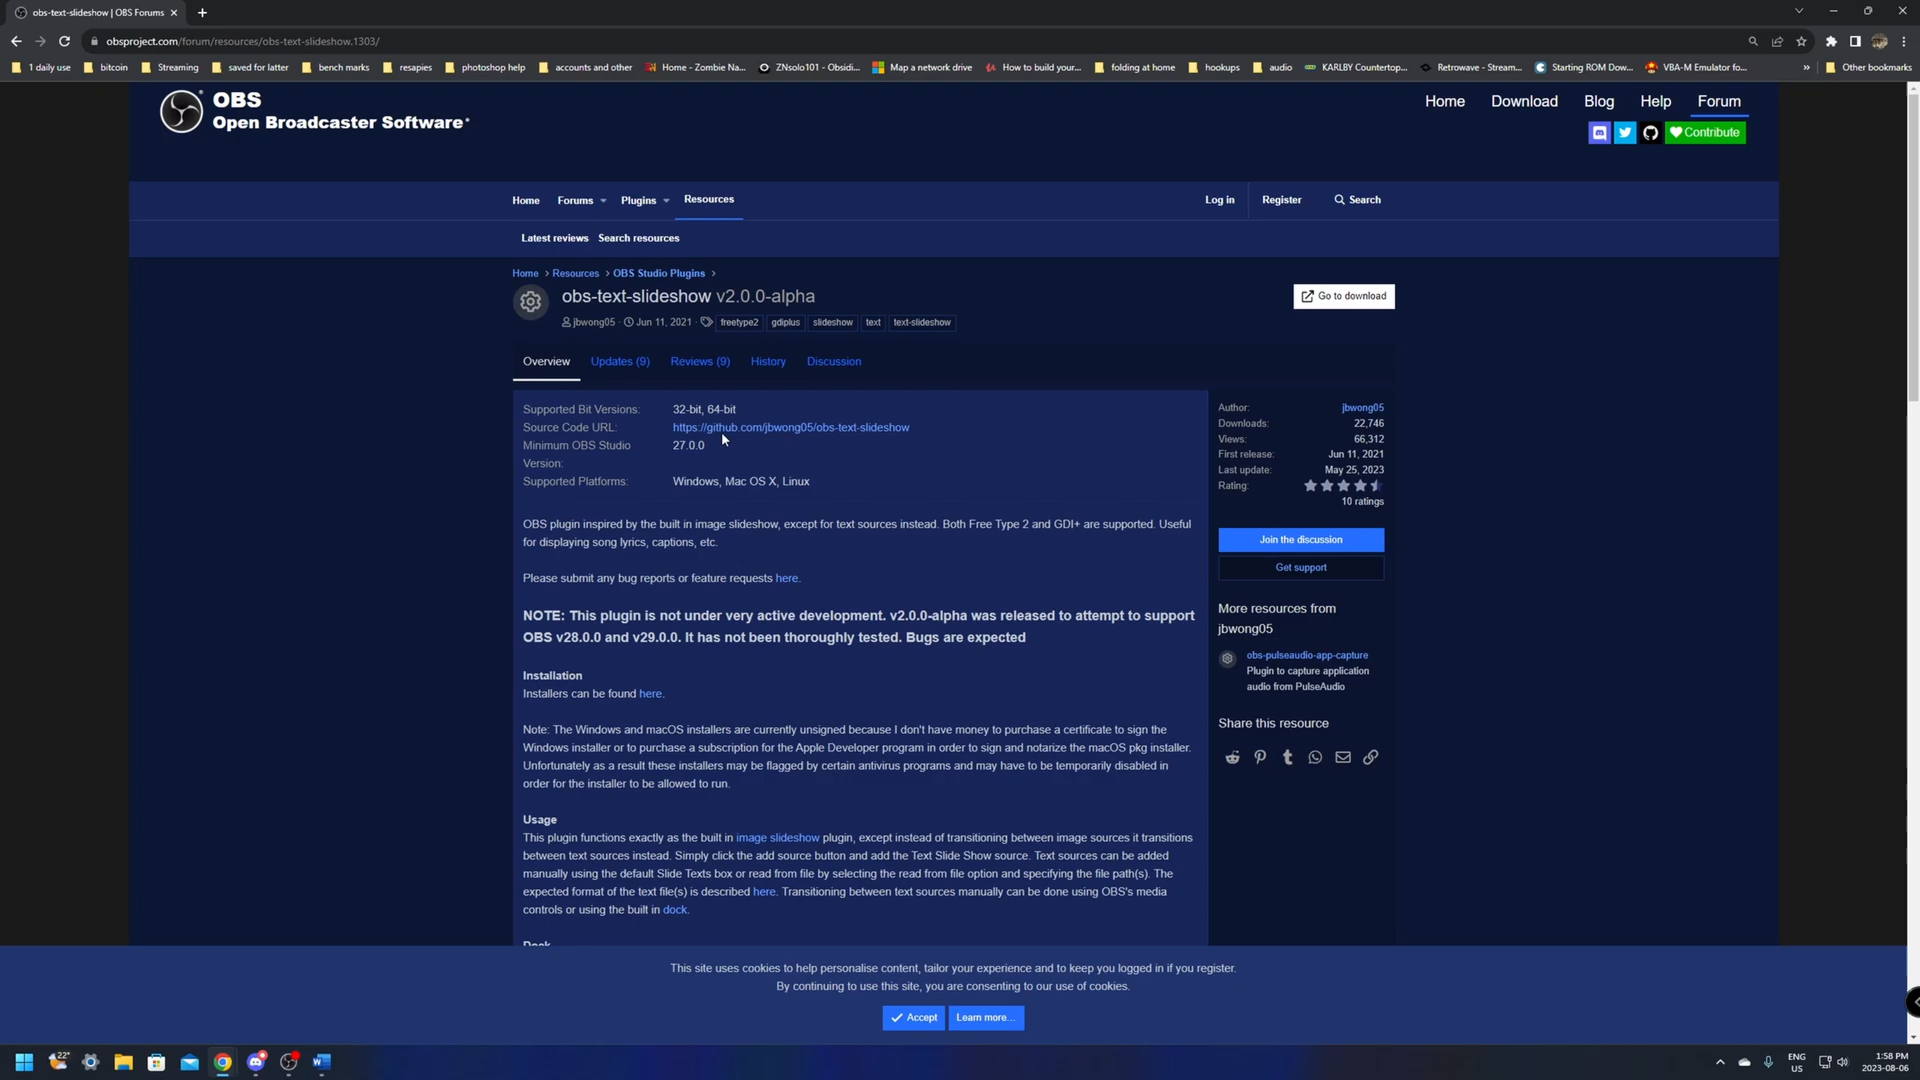 obs-text-slideshow | OBS Forums
obsproject.com/forum/resources/obs-text-slideshow.1303/
1 daily use
bitcoin
Streaming
saved for latter
bench marks
resapies
photoshop help
accounts and other
Home - Zombie Na...
ZNsolo101 - Obsidi...
Map a network drive
How to build your...
folding at home
hookups
audio
KARLBY Countertop...
Retrowave - Stream...
Starting ROM Dow...
VBA-M Emulator fo...
»
Other bookmarks
OBS
Open Broadcaster Software
Home Download Blog Help Forum
Contribute
Home Forums Plugins Resources
Log in Register Search
Latest reviews Search resources
Home > Resources > OBS Studio Plugins >
obs-text-slideshow v2.0.0-alpha
Go to download
jbwong05 · Jun 11, 2021 · freetype2 gdiplus slideshow text text-slideshow
Overview Updates (9) Reviews (9) History Discussion
Supported Bit Versions: 32-bit, 64-bit
Source Code URL: https://github.com/jbwong05/obs-text-slideshow
Minimum OBS Studio 27.0.0
Version:
Supported Platforms: Windows, Mac OS X, Linux
OBS plugin inspired by the built in image slideshow, except for text sources instead. Both Free Type 2 and GDI+ are supported. Useful
for displaying song lyrics, captions, etc.
Please submit any bug reports or feature requests here.
NOTE: This plugin is not under very active development. v2.0.0-alpha was released to attempt to support
OBS v28.0.0 and v29.0.0. It has not been thoroughly tested. Bugs are expected
Installation
Installers can be found here.
Note: The Windows and macOS installers are currently unsigned because I don't have money to purchase a certificate to sign the
Windows installer or to purchase a subscription for the Apple Developer program in order to sign and notarize the macOS pkg installer.
Unfortunately as a result these installers may be flagged by certain antivirus programs and may have to be temporarily disabled in
order for the installer to be allowed to run.
Usage
This plugin functions exactly as the built in image slideshow plugin, except instead of transitioning between image sources it transitions
between text sources instead. Simply click the add source button and add the Text Slide Show source. Text sources can be added
manually using the default Slide Texts box or read from file by selecting the read from file option and specifying the file path(s). The
expected format of the text file(s) is described here. Transitioning between text sources manually can be done using OBS's media
controls or using the built in dock.
Dock
Author: jbwong05
Downloads: 22,746
Views: 66,312
First release: Jun 11, 2021
Last update: May 25, 2023
Rating:
10 ratings
Join the discussion
Get support
More resources from
jbwong05
obs-pulseaudio-app-capture
Plugin to capture application
audio from PulseAudio
Share this resource
This site uses cookies to help personalise content, tailor your experience and to keep you logged in if you register.
By continuing to use this site, you are consenting to our use of cookies.
Accept Learn more...
22°
ENG
US
1:58 PM
2023-08-06